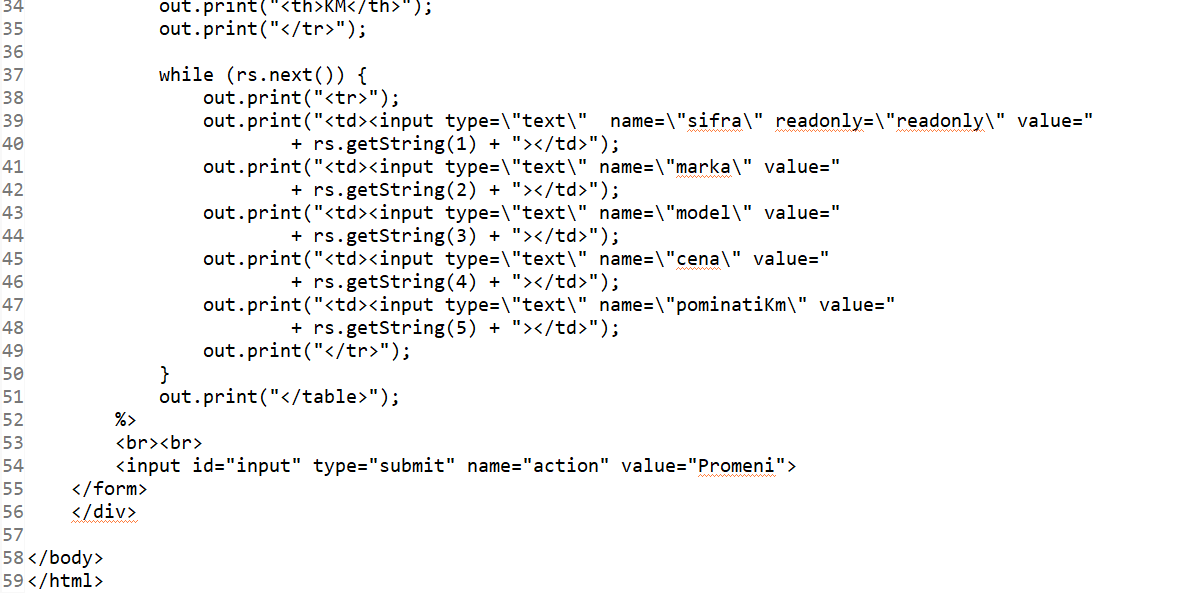 34            out.print("<th>KM</th>");
35            out.print("</tr>");
36
37            while (rs.next()) {
38                out.print("<tr>");
39                out.print("<td><input type=\"text\"  name=\"sifra\" readonly=\"readonly\" value="
40                        + rs.getString(1) + "></td>");
41                out.print("<td><input type=\"text\" name=\"marka\" value="
42                        + rs.getString(2) + "></td>");
43                out.print("<td><input type=\"text\" name=\"model\" value="
44                        + rs.getString(3) + "></td>");
45                out.print("<td><input type=\"text\" name=\"cena\" value="
46                        + rs.getString(4) + "></td>");
47                out.print("<td><input type=\"text\" name=\"pominatiKm\" value="
48                        + rs.getString(5) + "></td>");
49                out.print("</tr>");
50            }
51            out.print("</table>");
52        %>
53        <br><br>
54        <input id="input" type="submit" name="action" value="Promeni">
55    </form>
56    </div>
57
58</body>
59</html>